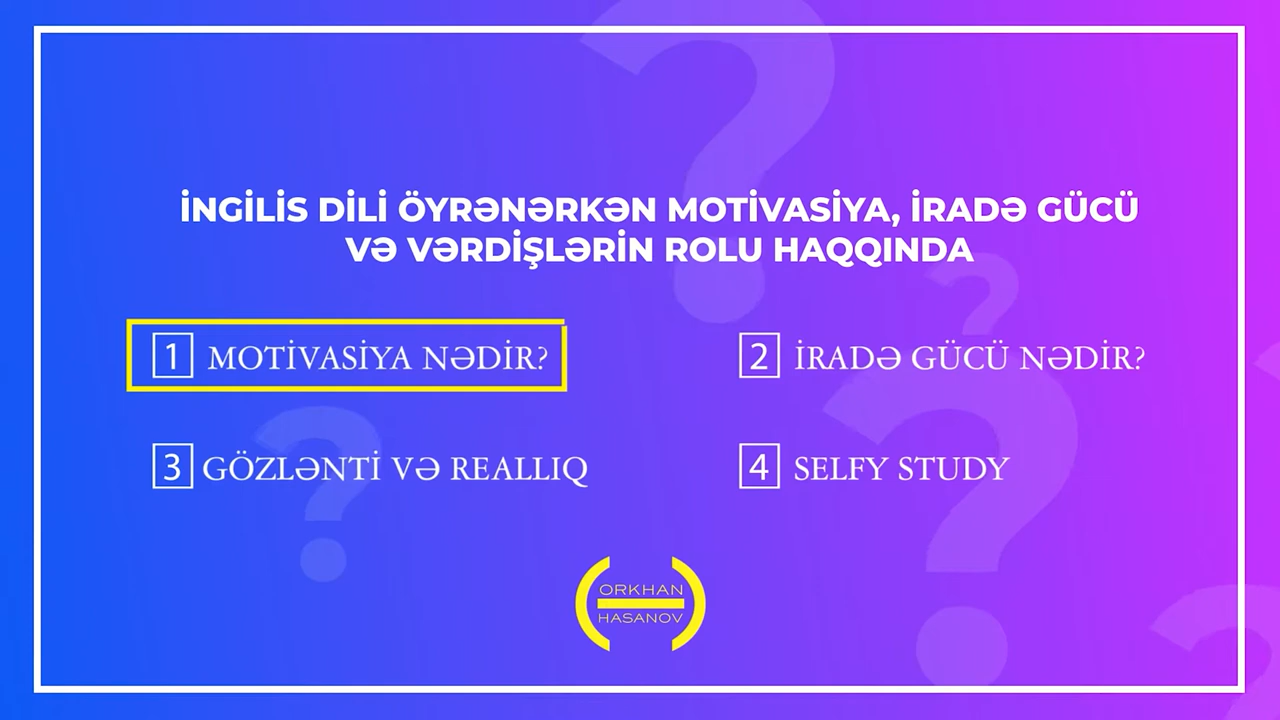 İNGİLİS DİLİ ÖYRƏNƏRKƏN MOTİVASİYA, İRADƏ GÜCÜ
VƏ VƏRDİŞLƏRİN ROLU HAQQINDA
1 MOTİVASİYA NƏDİR?
2 İRADƏ GÜCÜ NƏDİR?
3 GÖZLƏNTİ VƏ REALLIQ
4 SELFY STUDY
ORKHAN
HASANOV